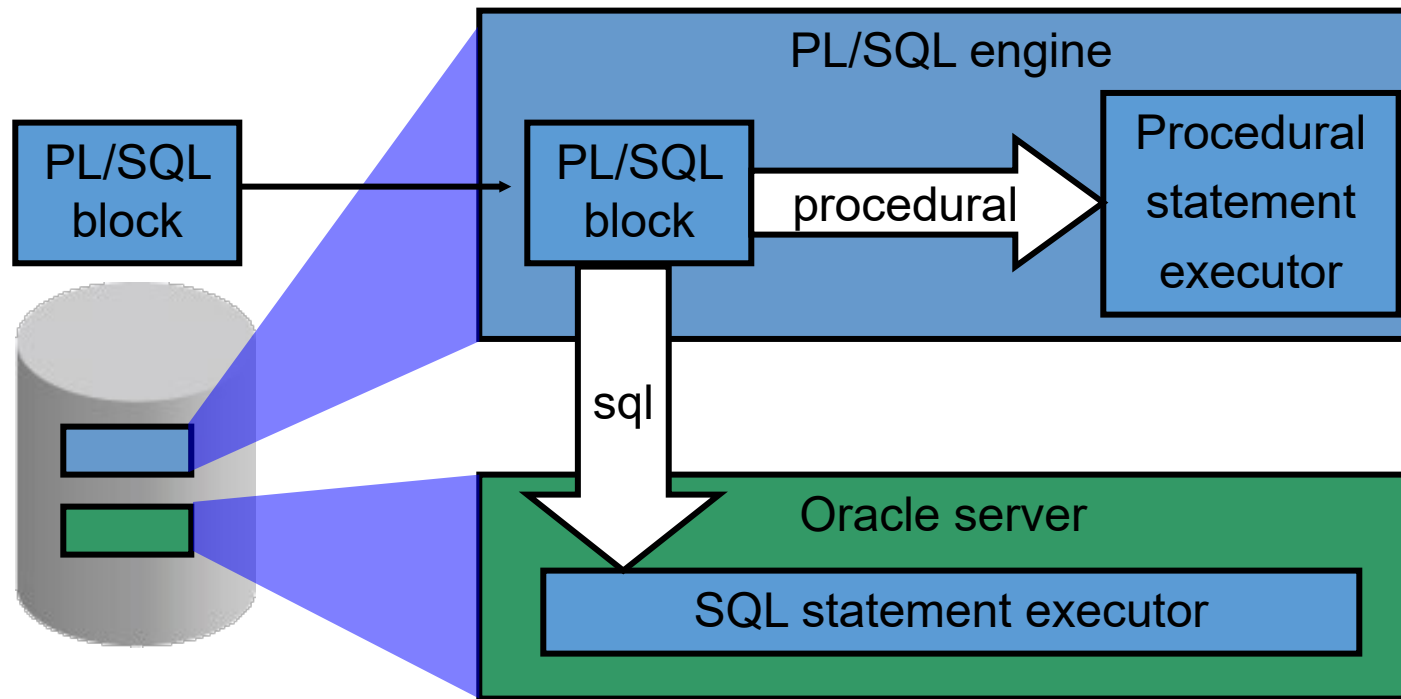 PL/SQL engine
PL/SQL
block
PL/SQL
block
procedural
Procedural
statement
executor
sql
Oracle server
SQL statement executor